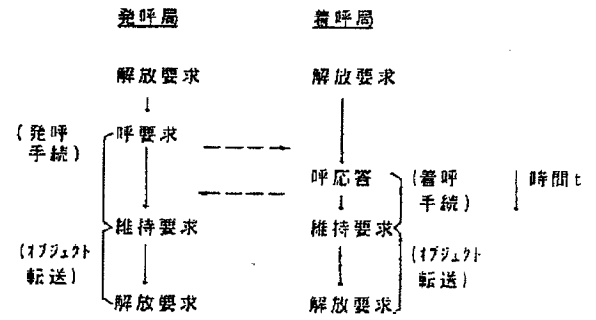 発呼局 着呼局
解放要求 解放要求
(発呼
手続)
呼要求
呼応答
(着呼
手続)
時間t
維持要求 維持要求
(オブジェクト
転送)
(オブジェクト
転送)
解放要求 解放要求